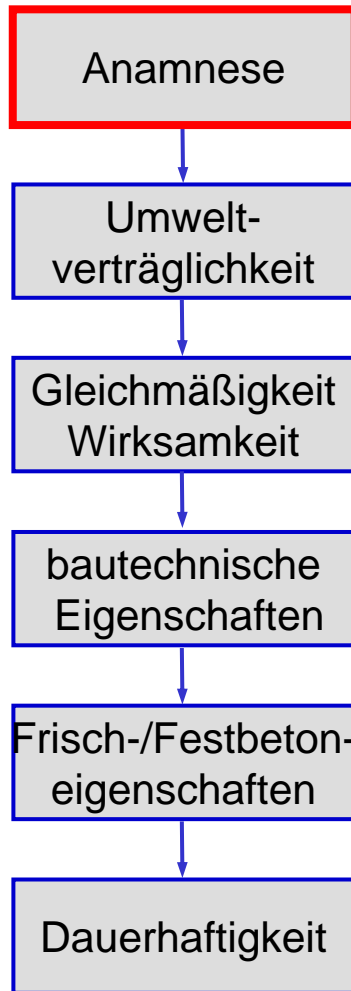 Anamnese
Umwelt-
verträglichkeit
Gleichmäßigkeit
Wirksamkeit
bautechnische
Eigenschaften
Frisch-/Festbeton-
eigenschaften
Dauerhaftigkeit